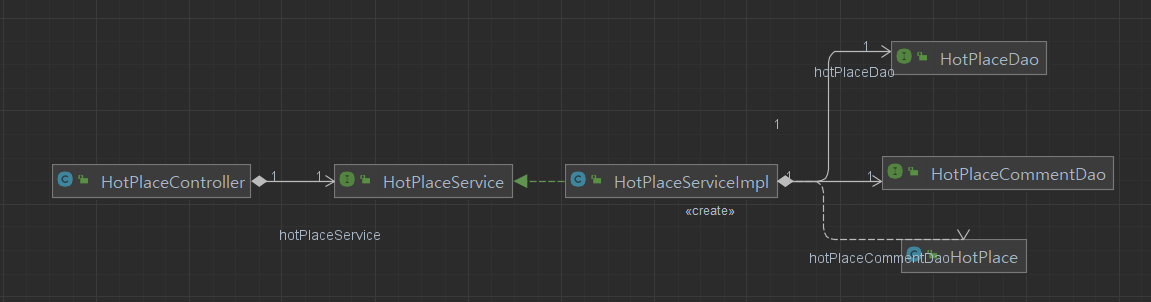 1
HotPlaceDao
hotPlaceDao
1
C HotPlaceController
1
1
I HotPlaceService
C HotPlaceServiceImpl
1
1
I HotPlaceCommentDao
«create»
hotPlaceService
hotPlaceCommentDao
C HotPlace